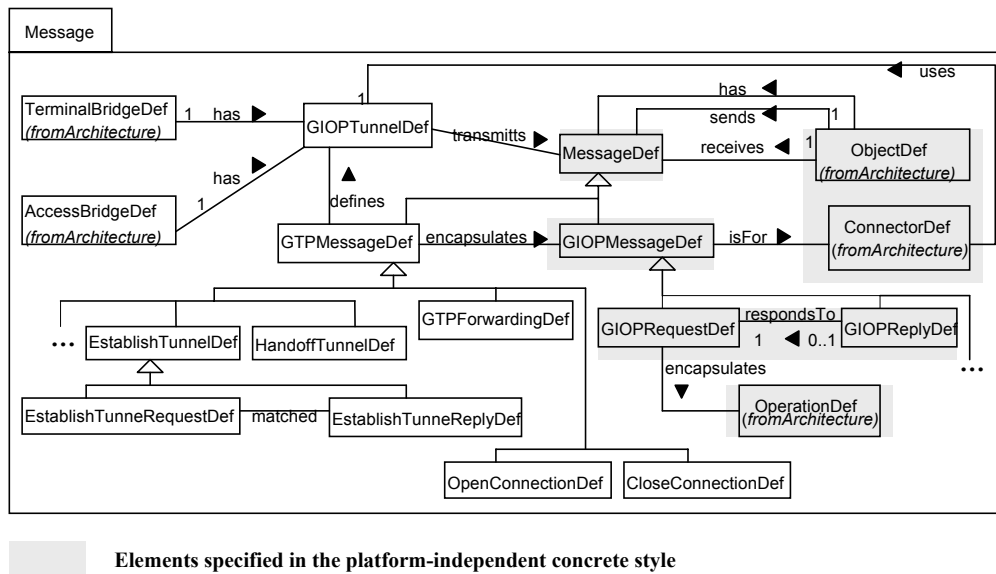 Message
uses
has
TerminalBridgeDef
(fromArchitecture)
1
has
1
GIOPTunnelDef
transmitts
sends
1
MessageDef
receives
1
ObjectDef
(fromArchitecture)
has
1
AccessBridgeDef
(fromArchitecture)
defines
GTPMessageDef
encapsulates
GIOPMessageDef
isFor
ConnectorDef
(fromArchitecture)
...
EstablishTunnelDef
HandoffTunnelDef
GTPForwardingDef
GIOPRequestDef
respondsTo
1
0..1
GIOPReplyDef
...
encapsulates
EstablishTunneRequestDef
matched
EstablishTunneReplyDef
OperationDef
(fromArchitecture)
OpenConnectionDef
CloseConnectionDef
Elements specified in the platform-independent concrete style